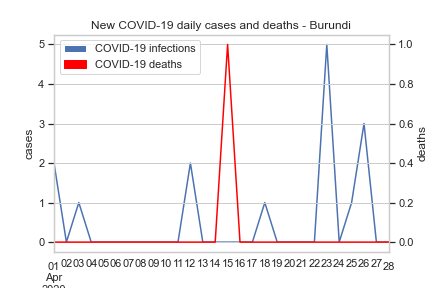 New COVID-19 daily cases and deaths - Burundi
COVID-19 infections
COVID-19 deaths
5
4
3
2
1
0
cases
1.0
0.8
0.6
0.4
0.2
0.0
deaths
01 02 03 04 05 06 07 08 09 10 11 12 13 14 15 16 17 18 19 20 21 22 23 24 25 26 27 28
Apr
2020